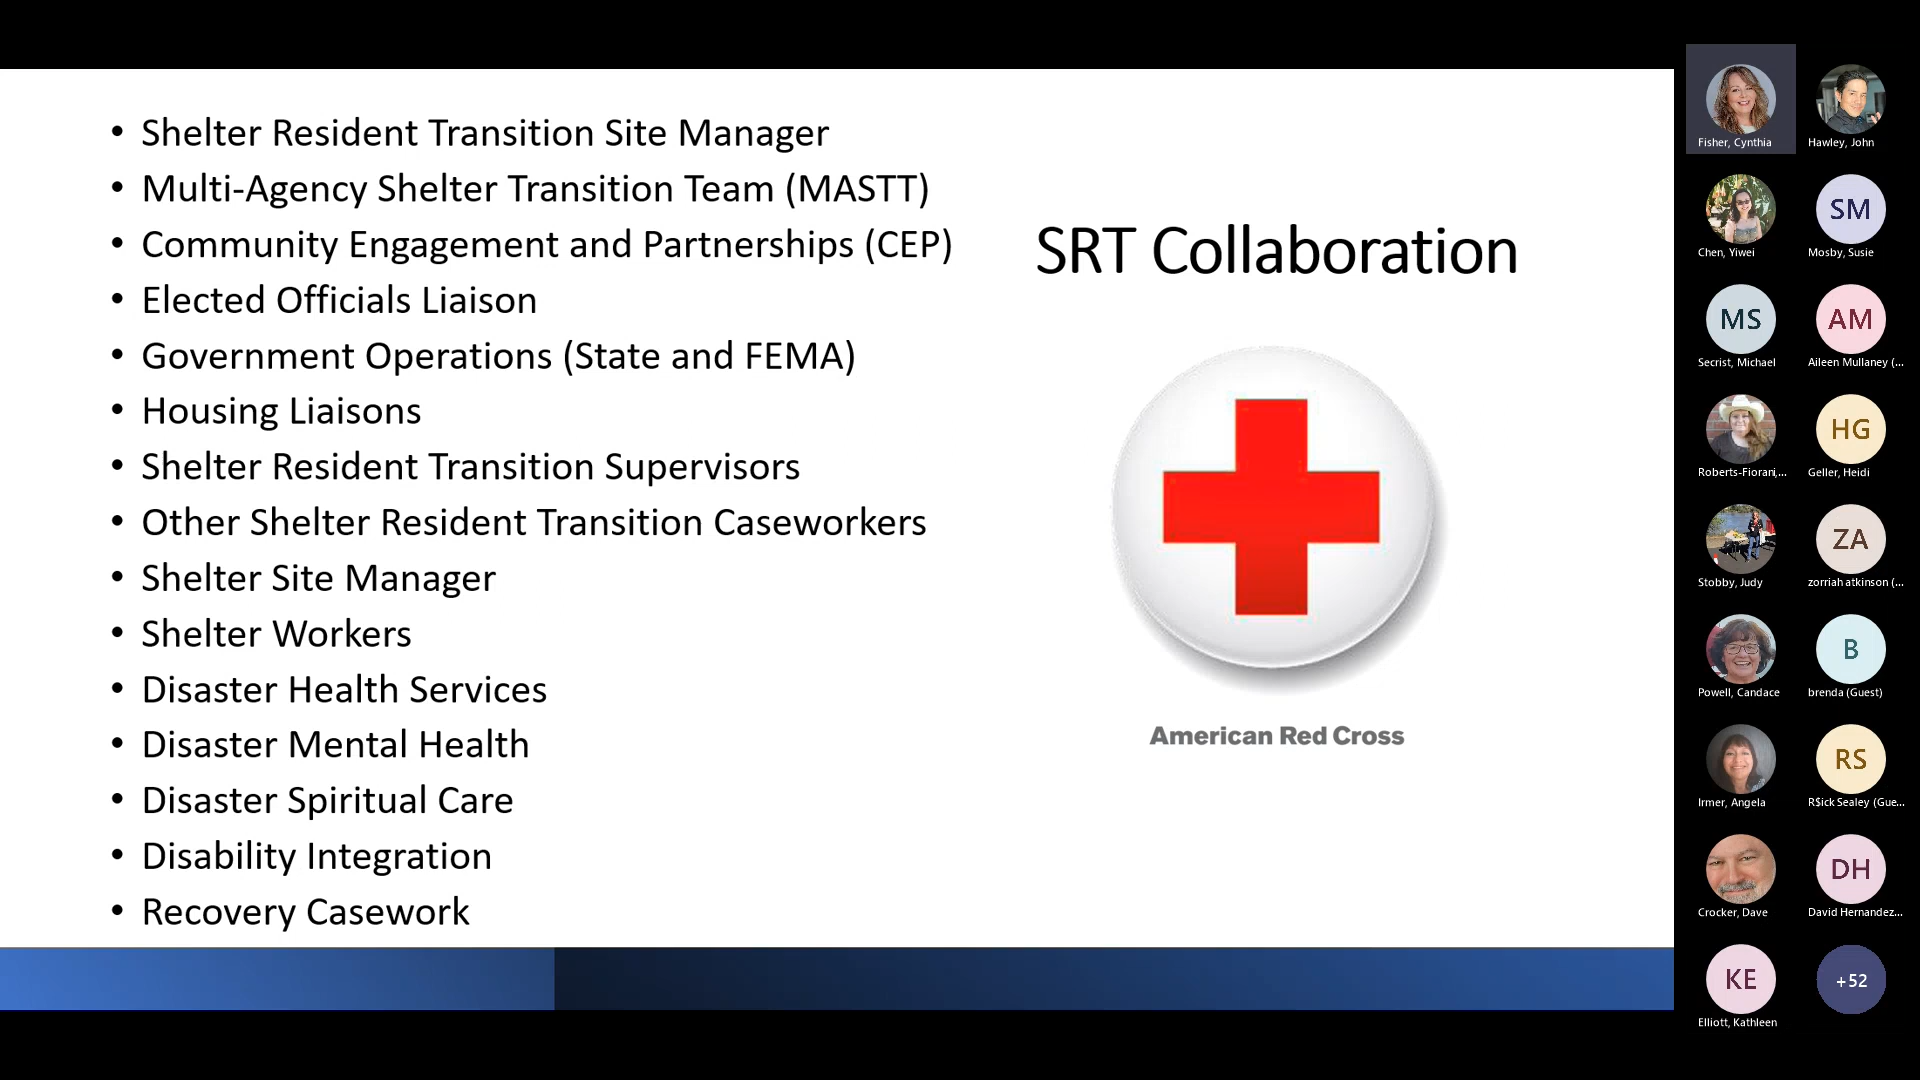 • Shelter Resident Transition Site Manager
• Multi-Agency Shelter Transition Team (MASTT)
• Community Engagement and Partnerships (CEP)
• Elected Officials Liaison
• Government Operations (State and FEMA)
• Housing Liaisons
• Shelter Resident Transition Supervisors
• Other Shelter Resident Transition Caseworkers
• Shelter Site Manager
• Shelter Workers
• Disaster Health Services
• Disaster Mental Health
• Disaster Spiritual Care
• Disability Integration
• Recovery Casework
SRT Collaboration
American Red Cross
Fisher, Cynthia
Hawley, John
Chen, Yiwei
SM
Mosby, Susie
MS
Secrist, Michael
AM
Aileen Mullaney (...
Roberts-Fiorani,...
HG
Geller, Heidi
Stobby, Judy
ZA
zorriah atkinson (...
Powell, Candace
B
brenda (Guest)
Irmer, Angela
RS
R$ick Sealey (Gue...
Crocker, Dave
DH
David Hernandez...
KE
Elliott, Kathleen
+52